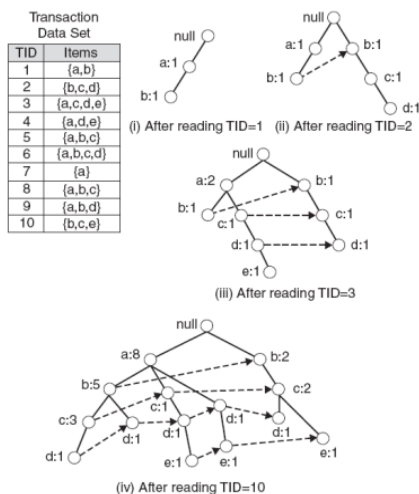 Transaction
Data Set
TID Items
1 {a,b}
2 {b,c,d}
3 {a,c,d,e}
4 {a,d,e}
5 {a,b,c}
6 {a,b,c,d}
7 {a}
8 {a,b,c}
9 {a,b,d}
10 {b,c,e}
null
a:1
b:1
(i) After reading TID=1
null
a:1 b:1
b:1 c:1
d:1
(ii) After reading TID=2
null
a:2 b:1
b:1 c:1 c:1
d:1 d:1
e:1
(iii) After reading TID=3
null
a:8 b:2
b:5 c:1 c:2
c:3 d:1 d:1 d:1 d:1
d:1 e:1 e:1 e:1
(iv) After reading TID=10